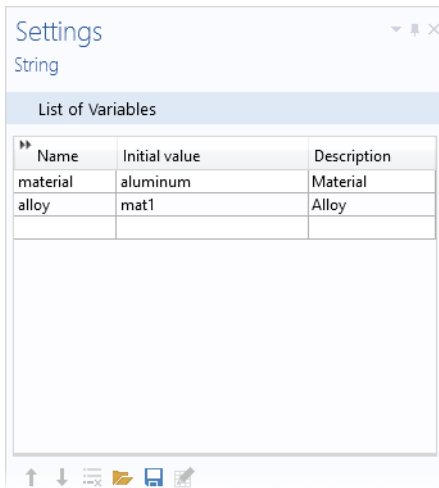 Settings
String
List of Variables
Name Initial value Description
material aluminum Material
alloy mat1 Alloy